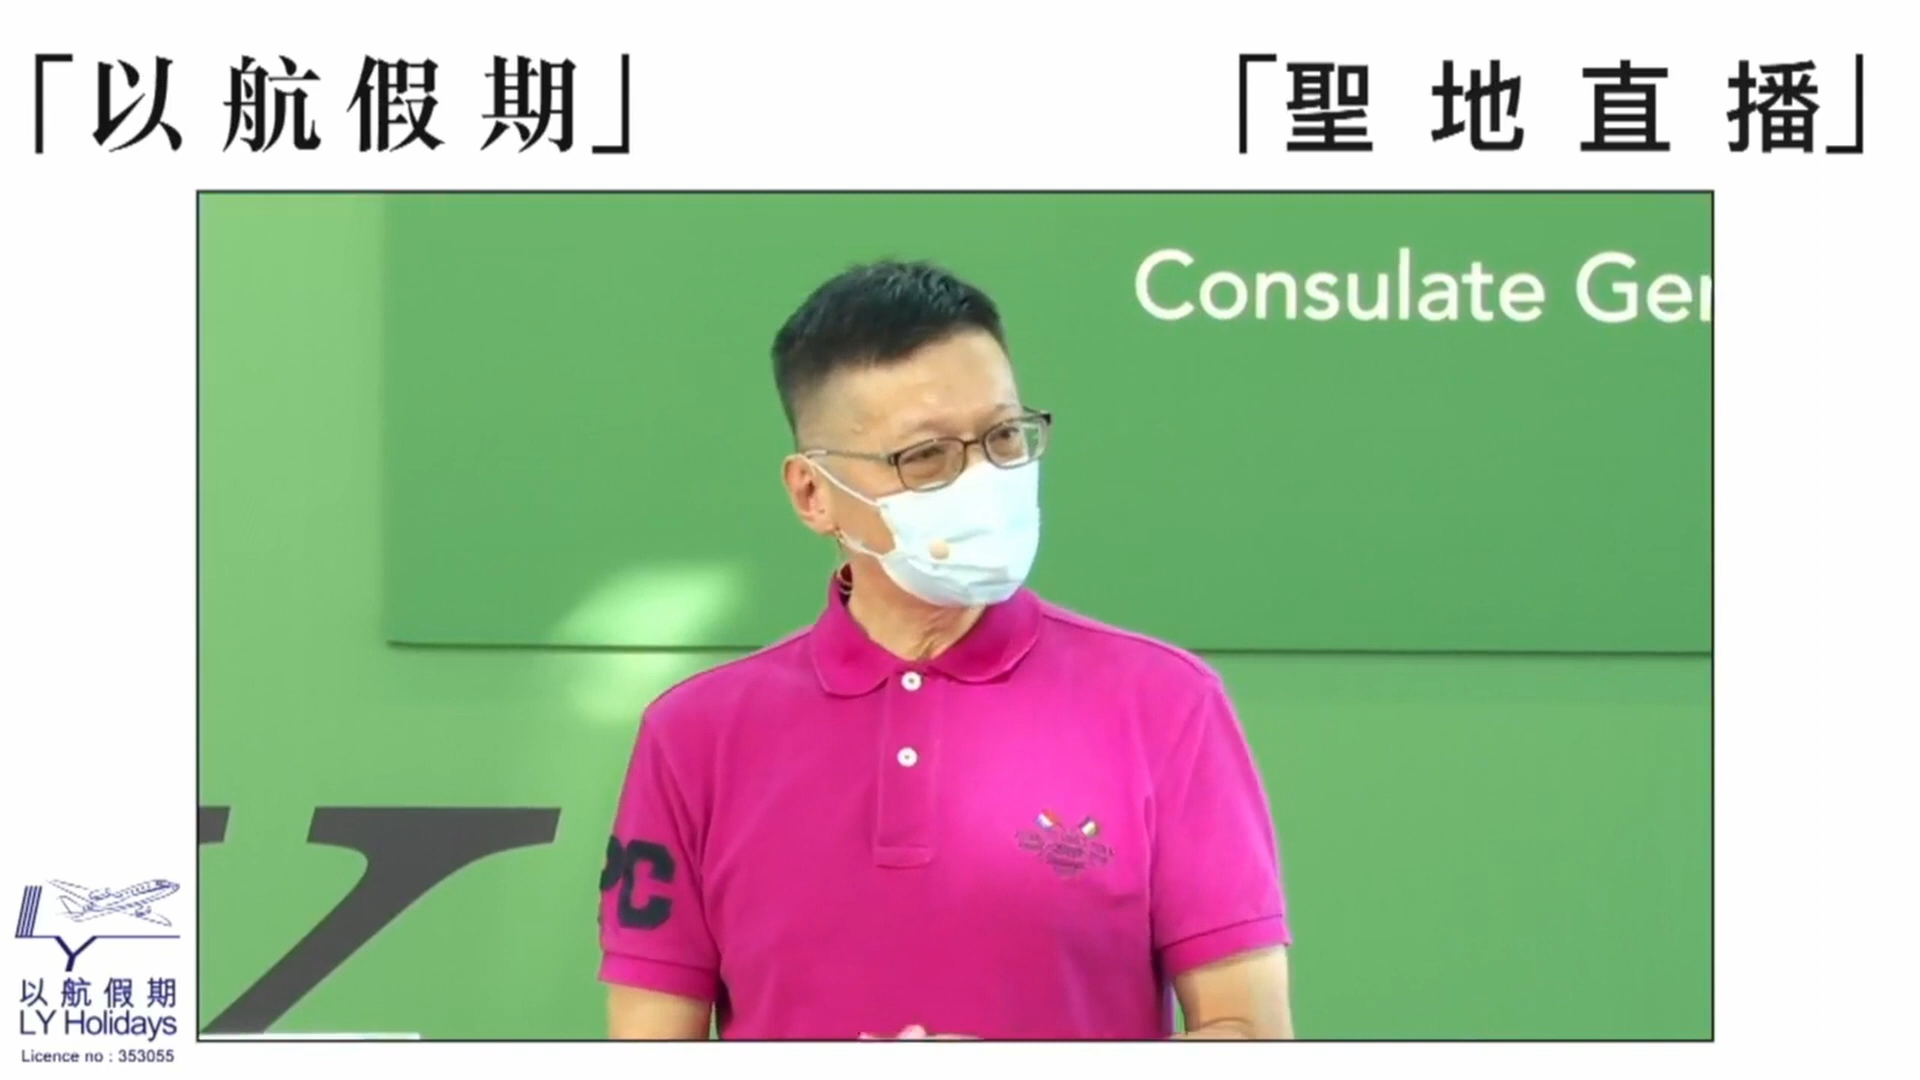 「以航假期」
「聖地直播」
Consulate Ger
PC
Y
以航假期
LY Holidays
Licence no : 353055